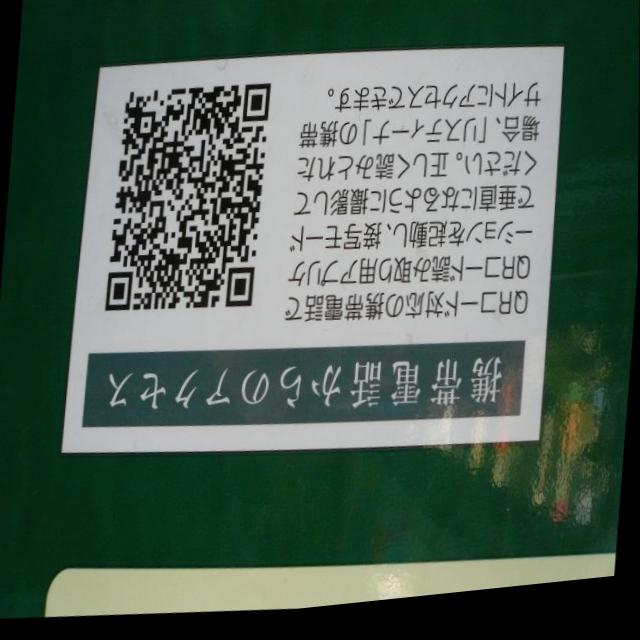 携帯電話からのアクセス
QRコード対応の携帯電話で
QRコード読み取り用アプリケ
ーションを起動し、接写モード
で垂直になるように撮影して
ください。正しく読みとれた
場合、「リスティーナ」の携帯
サイトにアクセスできます。